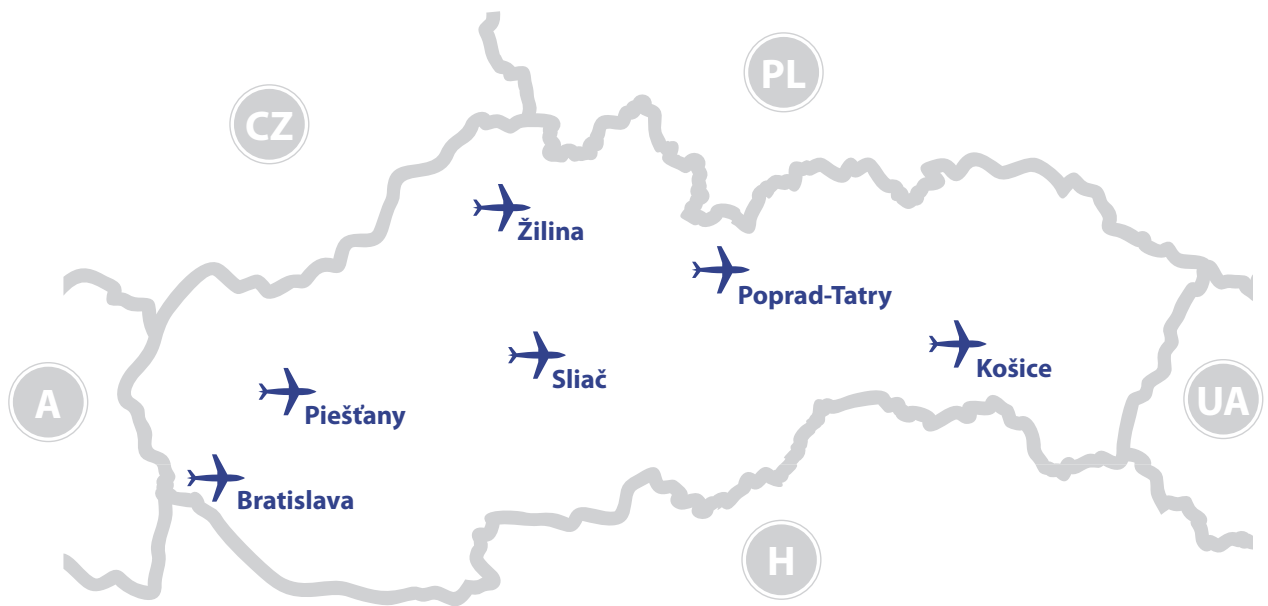 PL
CZ
Žilina
Poprad-Tatry
Košice
Sliač
A
UA
Piešťany
Bratislava
H